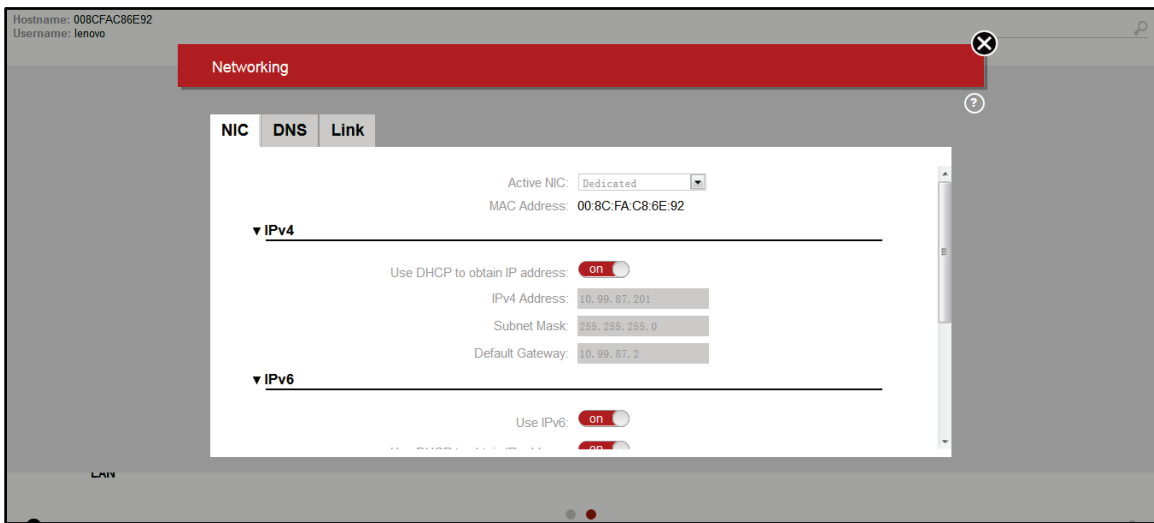 Hostname: 008CFAC86E92
Username: lenovo
Networking
?
NIC DNS Link
Active NIC: Dedicated
MAC Address: 00:8C:FA:C8:6E:92
▼ IPv4
Use DHCP to obtain IP address: on
IPv4 Address: 10.99.87.201
Subnet Mask: 255.255.255.0
Default Gateway: 10.99.87.2
▼ IPv6
Use IPv6: on
on
LAN